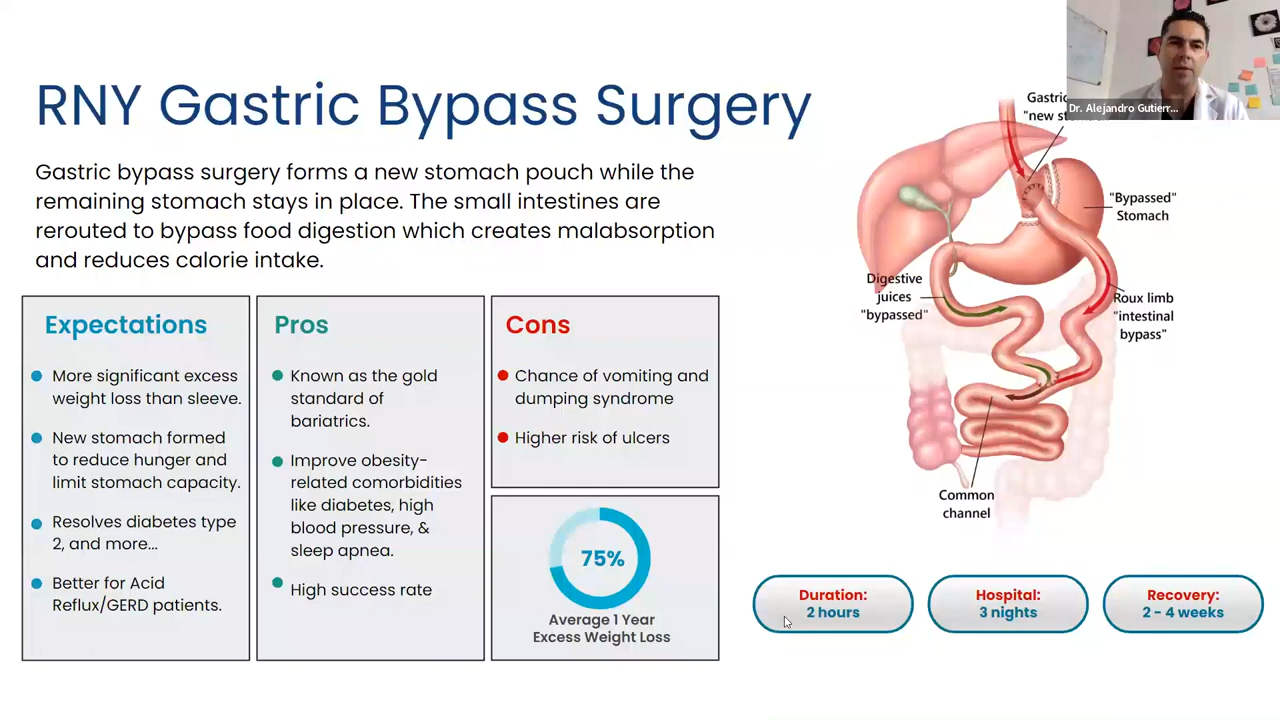 RNY Gastric Bypass Surgery
Gastric bypass surgery forms a new stomach pouch while the
remaining stomach stays in place. The small intestines are
rerouted to bypass food digestion which creates malabsorption
and reduces calorie intake.
Expectations
More significant excess
weight loss than sleeve.
New stomach formed
to reduce hunger and
limit stomach capacity.
Resolves diabetes type
2, and more...
Better for Acid
Reflux/GERD patients.
Pros
Known as the gold
standard of
bariatrics.
Improve obesity-
related comorbidities
like diabetes, high
blood pressure, &
sleep apnea.
High success rate
Cons
Chance of vomiting and
dumping syndrome
Higher risk of ulcers
75%
Average 1 Year
Excess Weight Loss
Dr. Alejandro Gutierr...
"new
"Bypassed"
Stomach
Digestive
juices
"bypassed"
Roux limb
"intestinal
bypass"
Common
channel
Duration:
2 hours
Hospital:
3 nights
Recovery:
2 - 4 weeks